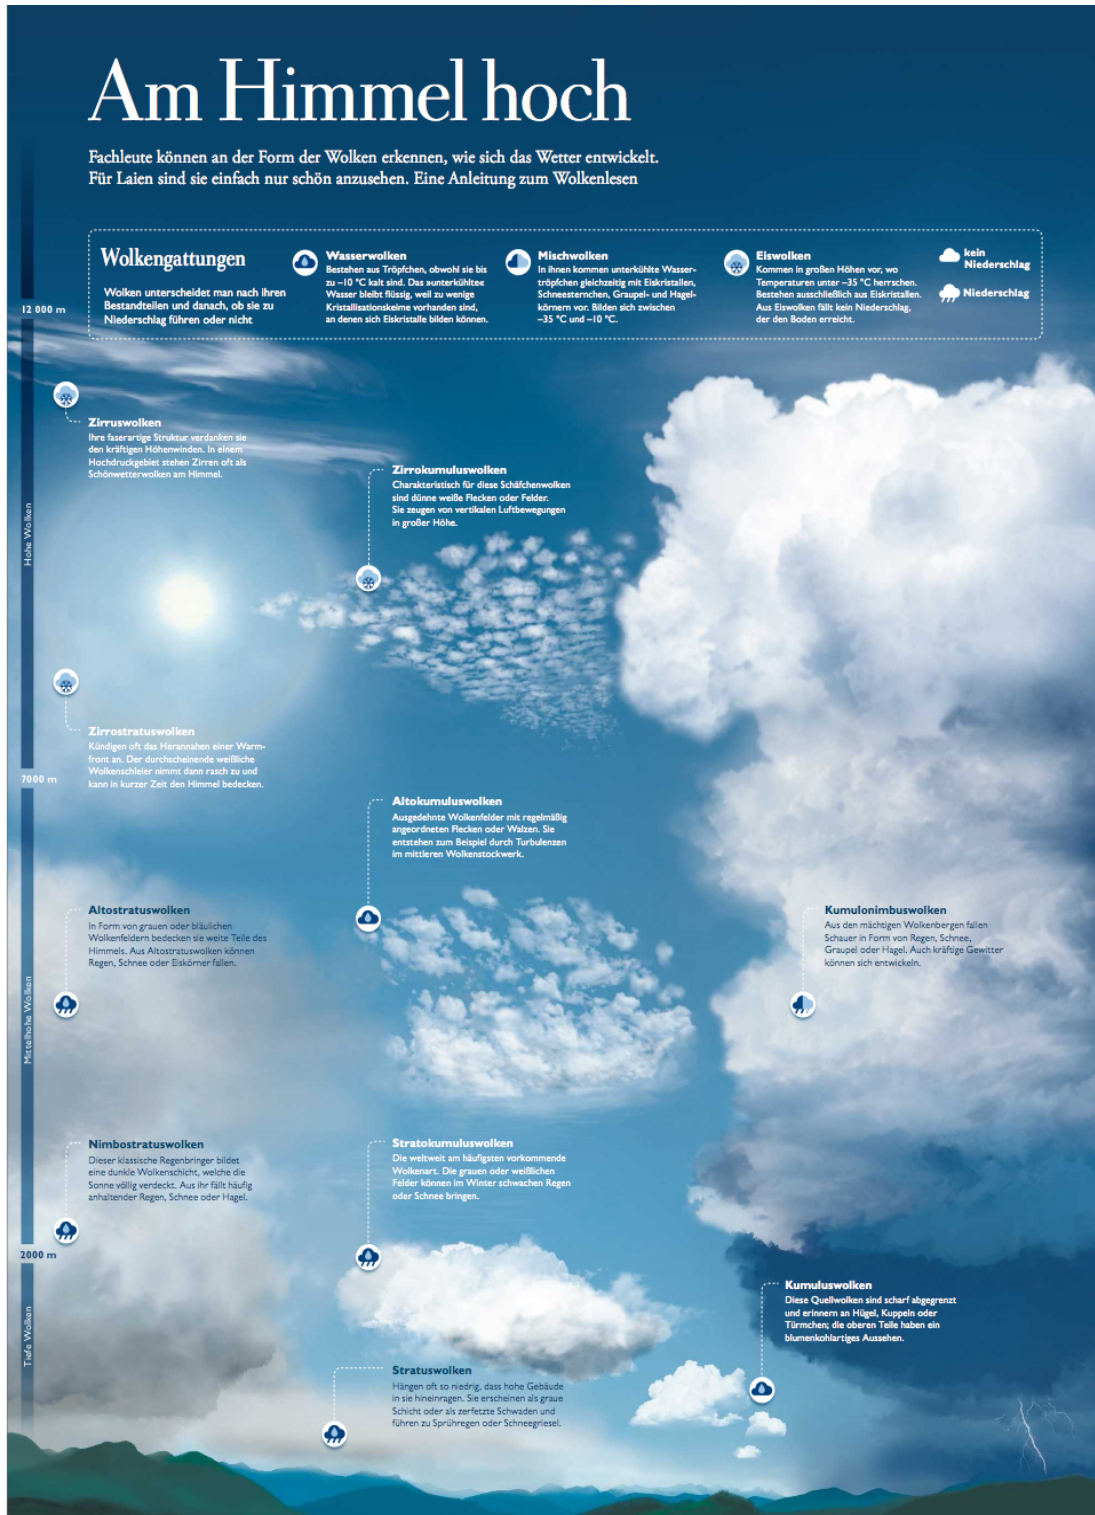 Am Himmel hoch
Fachleute können an der Form der Wolken erkennen, wie sich das Wetter entwickelt.
Für Laien sind sie einfach nur schön anzusehen. Eine Anleitung zum Wolkenlesen
Wolkengattungen
Wolken unterscheidet man nach ihren
Bestandteilen und danach, ob sie zu
Niederschlag führen oder nicht
Wasserwolken
Bestehen aus Tröpfchen, obwohl sie bis
zu –10 °C kalt sind. Das »unterkühlte«
Wasser bleibt flüssig, weil zu wenige
Kristallisationskeime vorhanden sind,
an denen sich Eiskristalle bilden können.
Mischwolken
In ihnen kommen unterkühlte Wasser-
tröpfchen gleichzeitig mit Eiskristallen,
Schneesternchen, Graupel- und Hagel-
körnern vor. Bilden sich zwischen
–35 °C und –10 °C.
Eiswolken
Kommen in großen Höhen vor, wo
Temperaturen unter –35 °C herrschen.
Bestehen ausschließlich aus Eiskristallen.
Aus Eiswolken fällt kein Niederschlag,
der den Boden erreicht.
kein
Niederschlag
Niederschlag
12 000 m
Hohe Wolken
Zirruswolken
Ihre faserartige Struktur verdanken sie
den kräftigen Höhenwinden. In einem
Hochdruckgebiet stehen Zirren oft als
Schönwetterwolken am Himmel.
Zirrokumuluswolken
Charakteristisch für diese Schäfchenwolken
sind dünne weiße Flecken oder Felder.
Sie zeugen von vertikalen Luftbewegungen
in großer Höhe.
Zirrostratuswolken
Kündigen oft das Herannahen einer Warm-
front an. Der durchscheinende weißliche
Wolkenschleier nimmt dann rasch zu und
kann in kurzer Zeit den Himmel bedecken.
7000 m
Mittelhohe Wolken
Altokumuluswolken
Ausgedehnte Wolkenfelder mit regelmäßig
angeordneten Flecken oder Walzen. Sie
entstehen zum Beispiel durch Turbulenzen
im mittleren Wolkenstockwerk.
Altostratuswolken
In Form von grauen oder bläulichen
Wolkenfeldern bedecken sie weite Teile des
Himmels. Aus Altostratuswolken können
Regen, Schnee oder Eiskörner fallen.
Kumulonimbuswolken
Aus den mächtigen Wolkenbergen fallen
Schauer in Form von Regen, Schnee,
Graupel oder Hagel. Auch kräftige Gewitter
können sich entwickeln.
Nimbostratuswolken
Dieser klassische Regenbringer bildet
eine dunkle Wolkenschicht, welche die
Sonne völlig verdeckt. Aus ihr fällt häufig
anhaltender Regen, Schnee oder Hagel.
Stratokumuluswolken
Die weltweit am häufigsten vorkommende
Wolkenart. Die grauen oder weißlichen
Felder können im Winter schwachen Regen
oder Schnee bringen.
2000 m
Tiefe Wolken
Kumuluswolken
Diese Quellwolken sind scharf abgegrenzt
und erinnern an Hügel, Kuppeln oder
Türmchen; die oberen Teile haben ein
blumenkohlartiges Aussehen.
Stratuswolken
Hängen oft so niedrig, dass hohe Gebäude
in sie hineinragen. Sie erscheinen als graue
Schicht oder als zerfetzte Schwaden und
führen zu Sprühregen oder Schneegriesel.